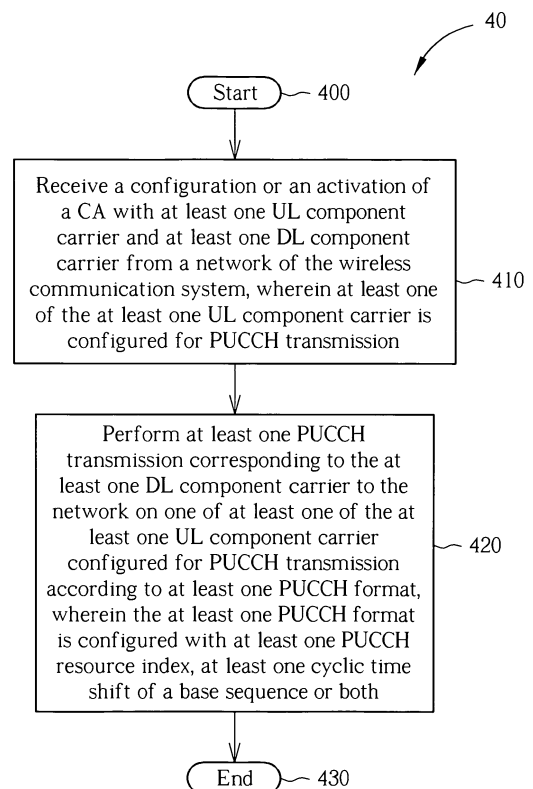 40
Start
400
Receive a configuration or an activation of
a CA with at least one UL component
carrier and at least one DL component
carrier from a network of the wireless
communication system, wherein at least one
of the at least one UL component carrier is
configured for PUCCH transmission
410
Perform at least one PUCCH
transmission corresponding to the at
least one DL component carrier to the
network on one of at least one of the at
least one UL component carrier
configured for PUCCH transmission
according to at least one PUCCH format,
wherein the at least one PUCCH format
is configured with at least one PUCCH
resource index, at least one cyclic time
shift of a base sequence or both
420
End
430